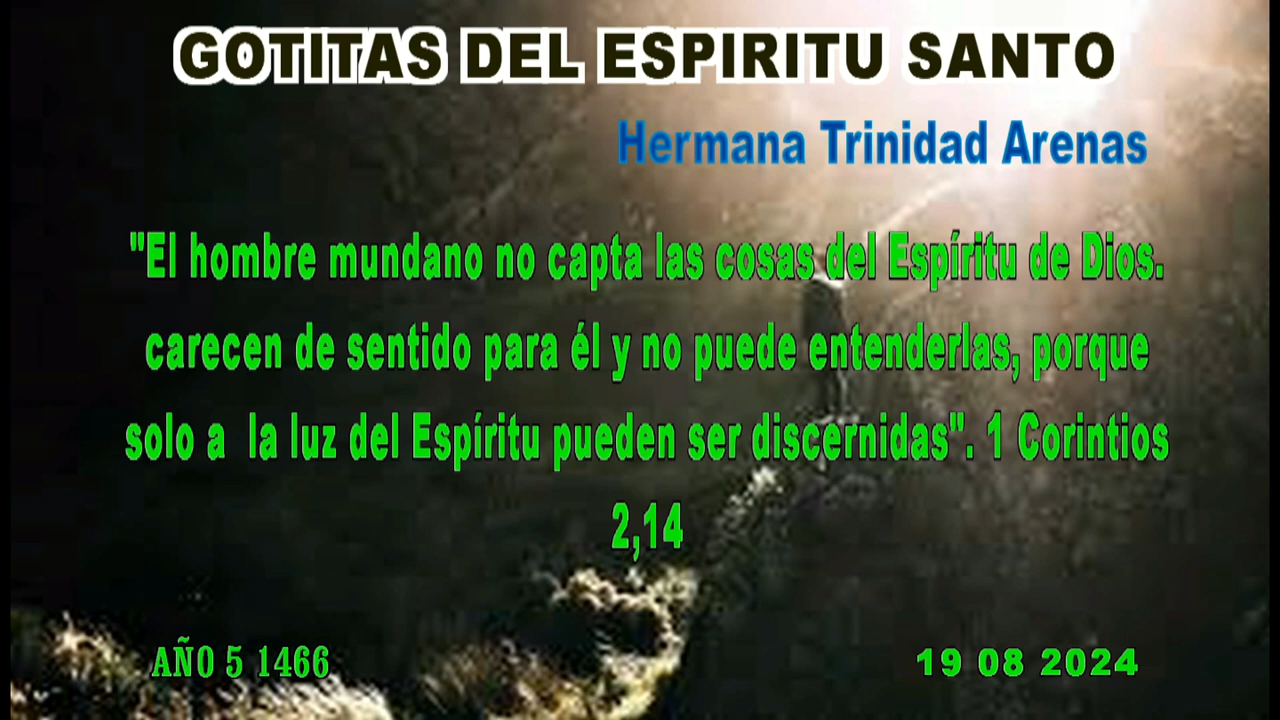 GOTITAS DEL ESPIRITU SANTO
Hermana Trinidad Arenas
"El hombre mundano no capta las cosas del Espíritu de Dios.
carecen de sentido para él y no puede entenderlas, porque
solo a  la luz del Espíritu pueden ser discernidas". 1 Corintios
2,14
AÑO 5 1466
19 08 2024